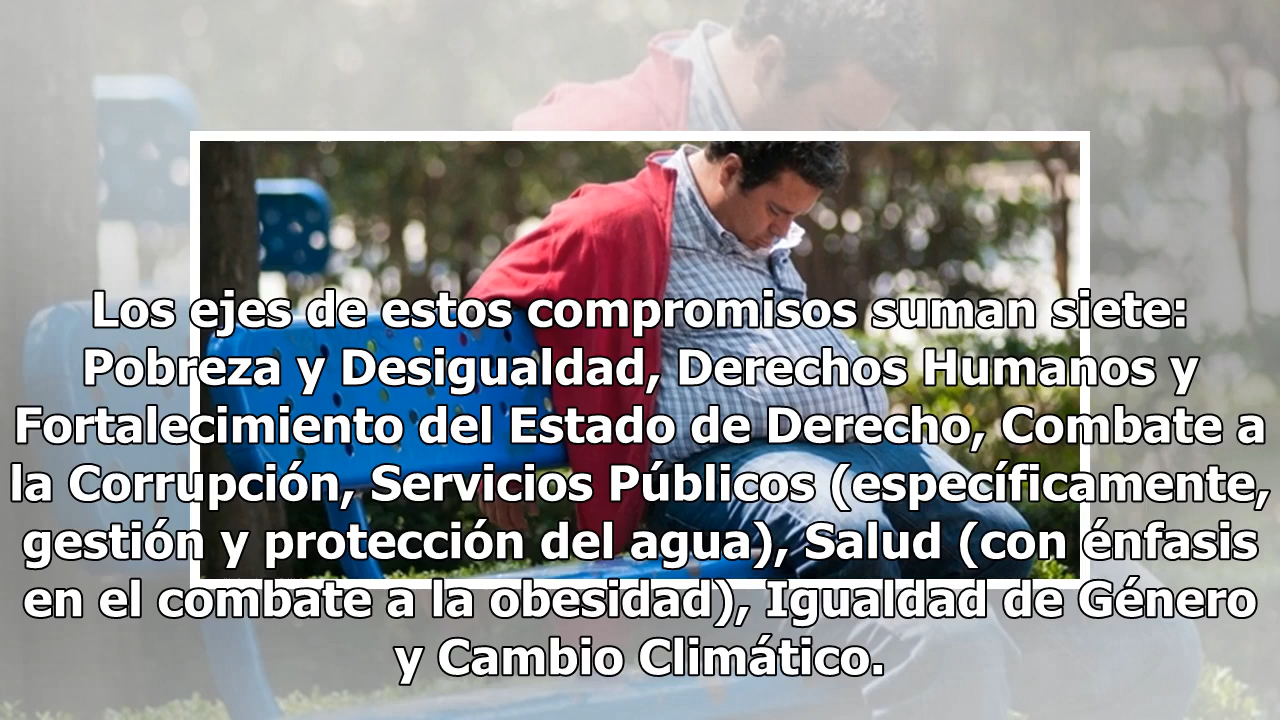 Los ejes de estos compromisos suman siete:
Pobreza y Desigualdad, Derechos Humanos y
Fortalecimiento del Estado de Derecho, Combate a
la Corrupción, Servicios Públicos (específicamente,
gestión y protección del agua), Salud (con énfasis
en el combate a la obesidad), Igualdad de Género
y Cambio Climático.